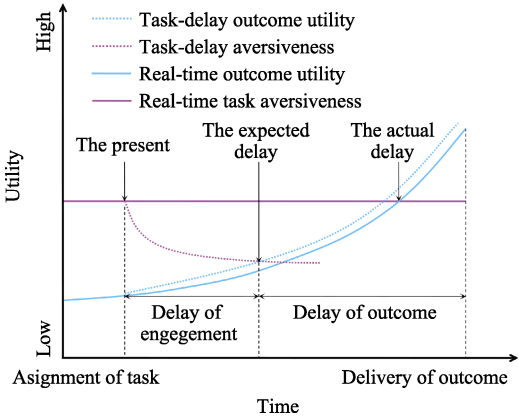 High
Task-delay outcome utility
Task-delay aversiveness
Real-time outcome utility
Real-time task aversiveness
The present
The expected
delay
The actual
delay
Utility
Delay of
engegement
Delay of outcome
Low
Asignment of task
Delivery of outcome
Time